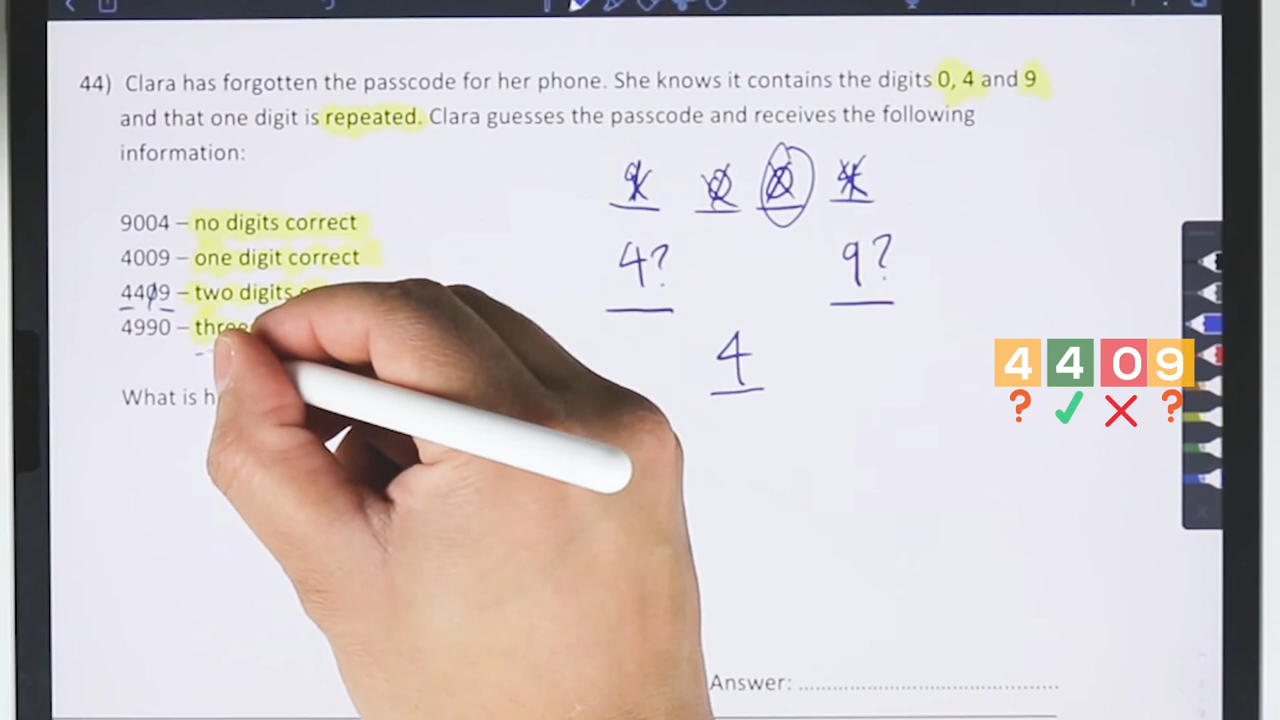 44) Clara has forgotten the passcode for her phone. She knows it contains the digits 0, 4 and 9
and that one digit is repeated. Clara guesses the passcode and receives the following
information:
9004 – no digits correct
4009 – one digit correct
4409 – two digits
4990 –
What is
4? 9?
4
4 4 0 9
? ✓ ✗ ?
Answer: ................................................